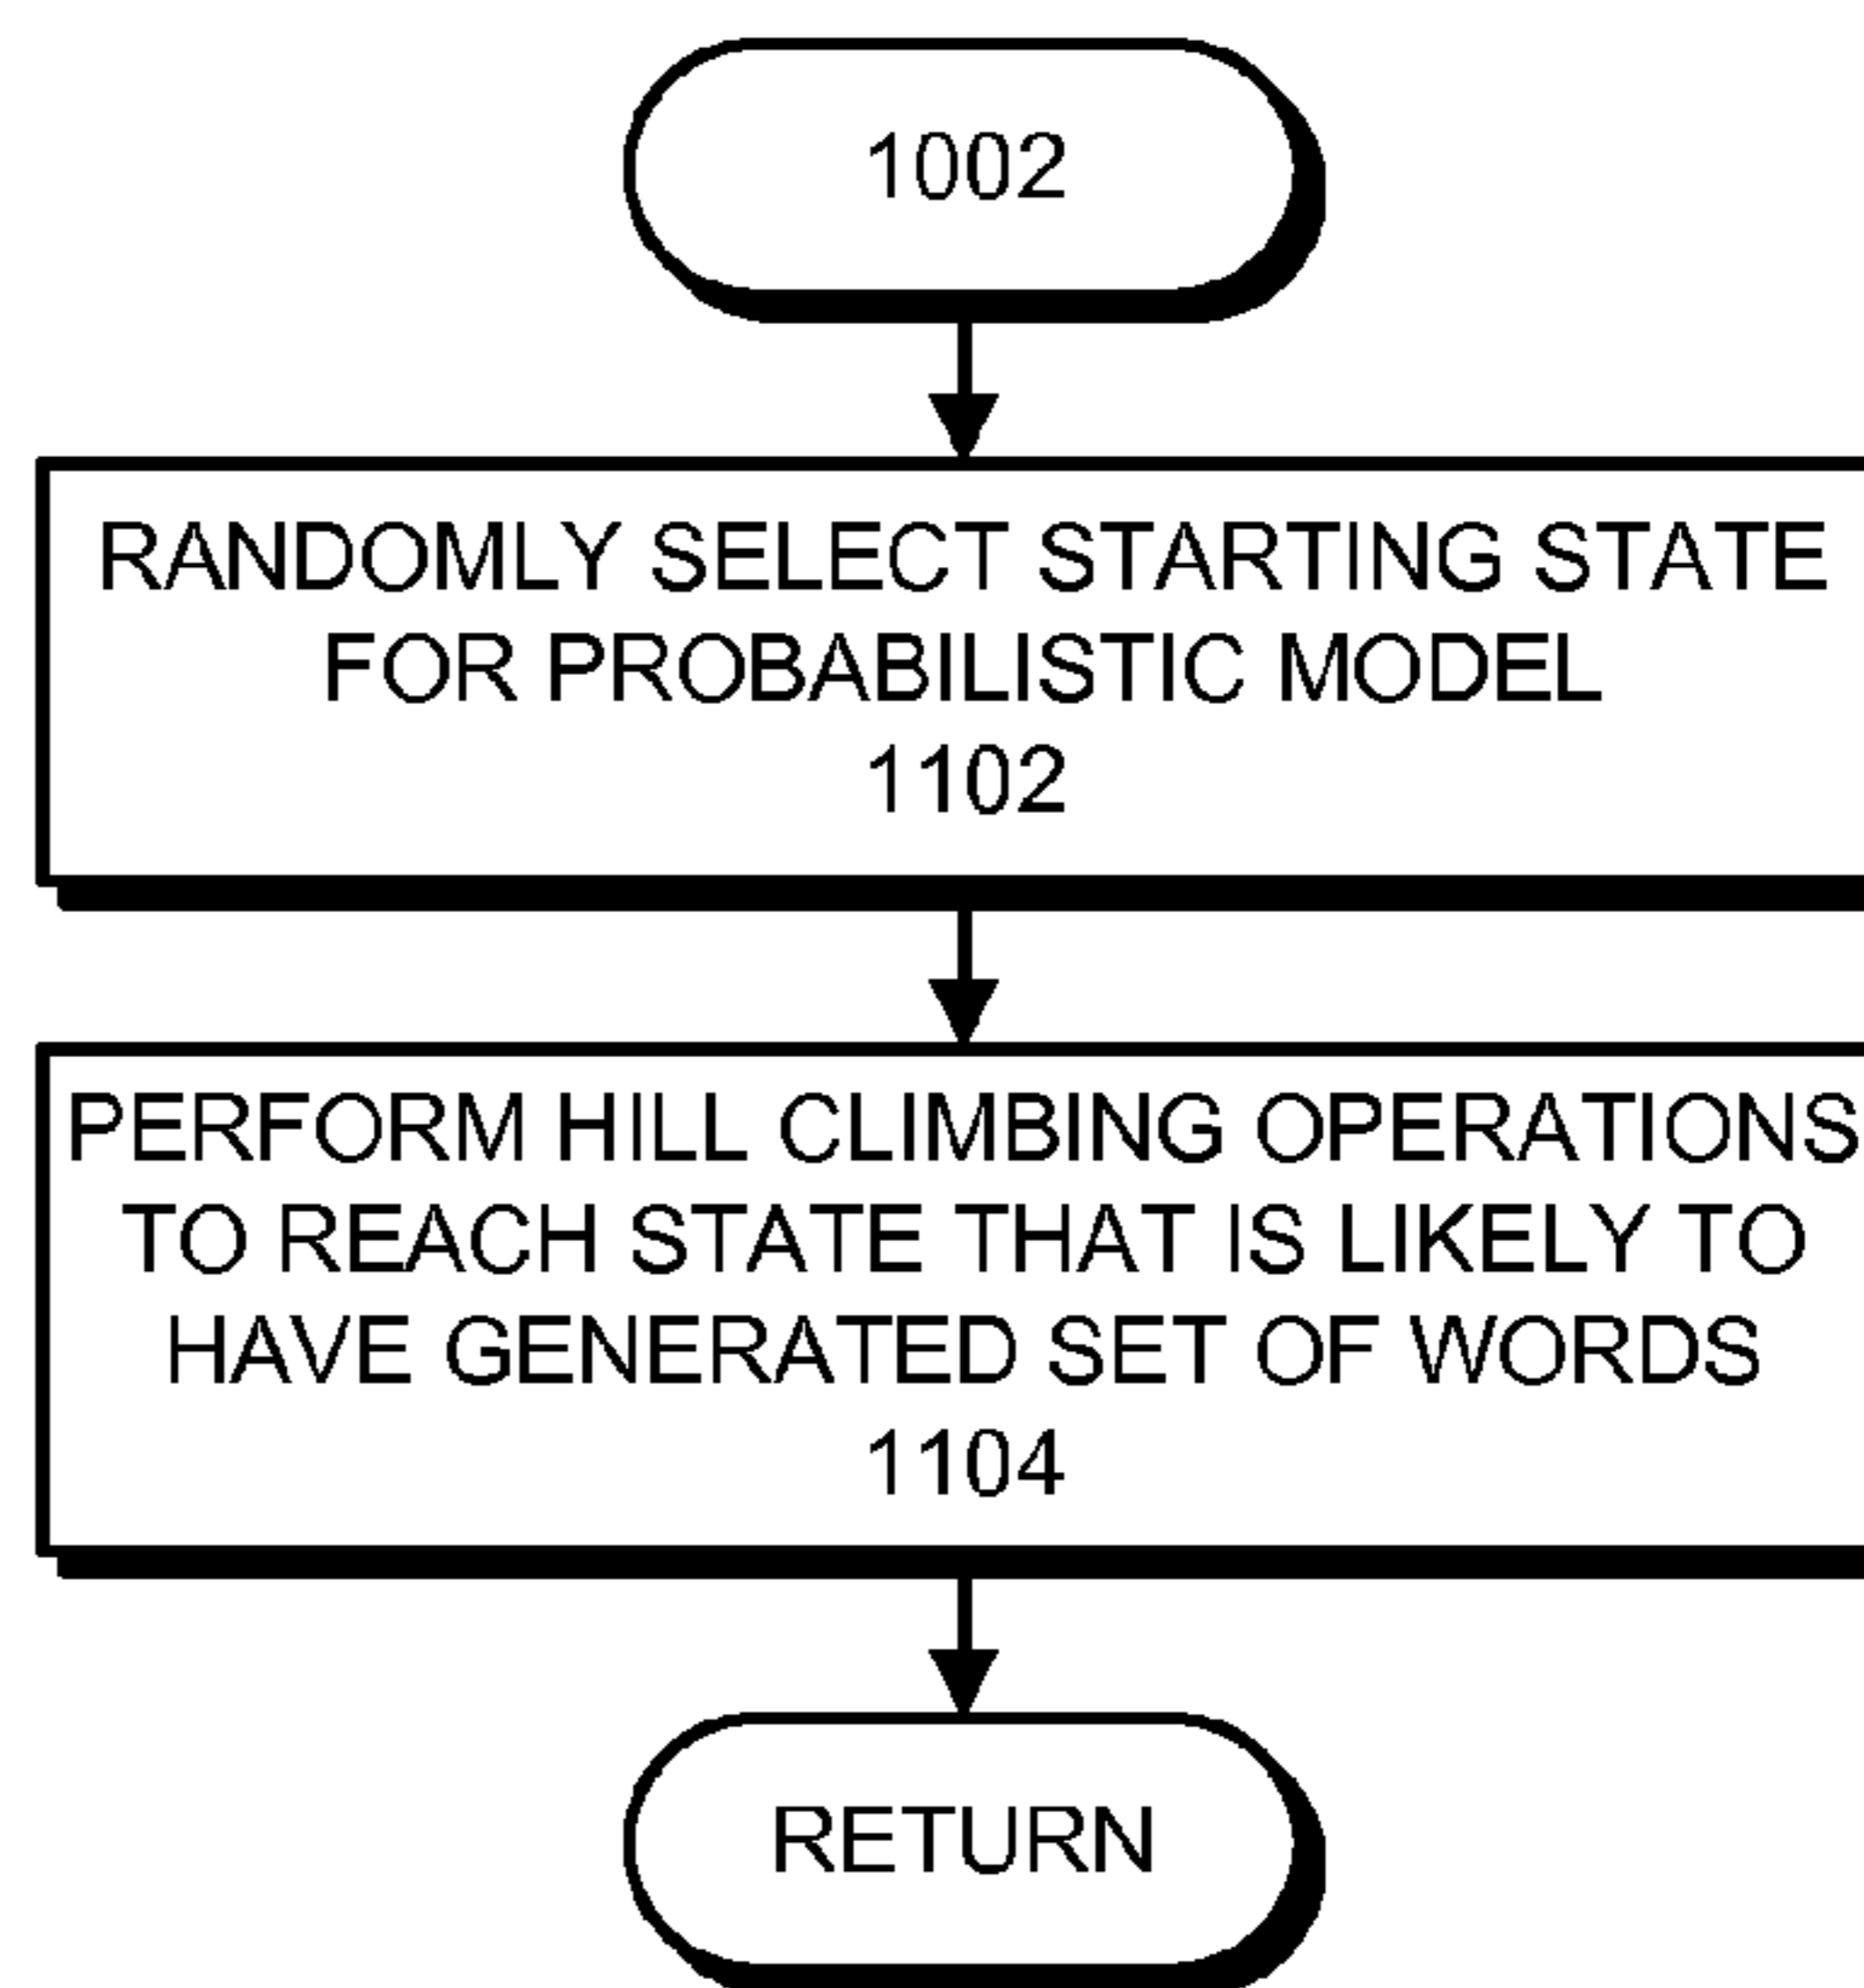 1002
RANDOMLY SELECT STARTING STATE
FOR PROBABILISTIC MODEL
1102
PERFORM HILL CLIMBING OPERATIONS
TO REACH STATE THAT IS LIKELY TO
HAVE GENERATED SET OF WORDS
1104
RETURN